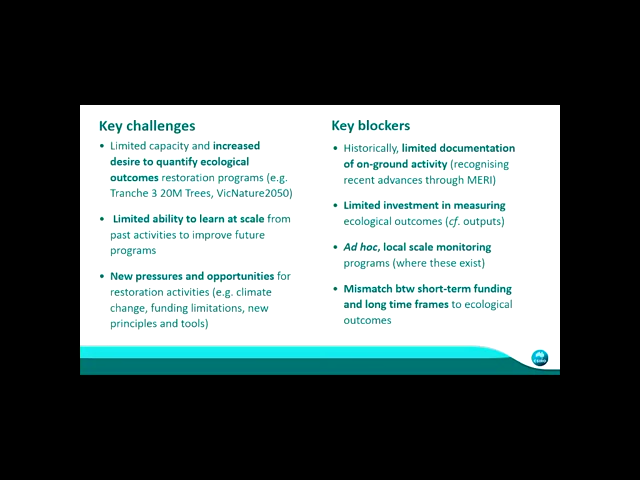 Key challenges
• Limited capacity and increased
desire to quantify ecological
outcomes restoration programs (e.g.
Tranche 3 20M Trees, VicNature2050)
• Limited ability to learn at scale from
past activities to improve future
programs
• New pressures and opportunities for
restoration activities (e.g. climate
change, funding limitations, new
principles and tools)
Key blockers
• Historically, limited documentation
of on-ground activity (recognising
recent advances through MERI)
• Limited investment in measuring
ecological outcomes (cf. outputs)
• Ad hoc, local scale monitoring
programs (where these exist)
• Mismatch btw short-term funding
and long time frames to ecological
outcomes
CSIRO